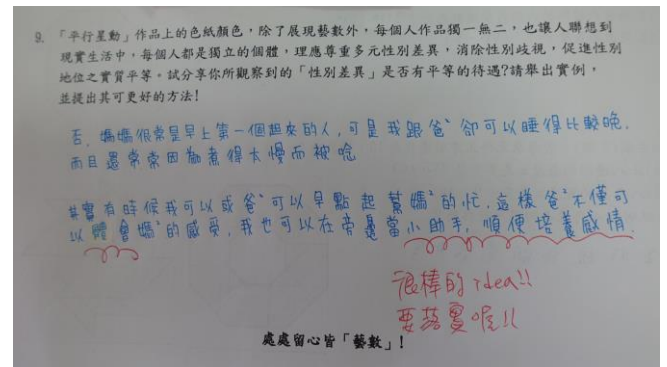 9. 「平行星動」作品上的色紙顏色，除了展現藝數外，每個人作品獨一無二，也讓人聯想到
現實生活中，每個人都是獨立的個體，理應尊重多元性別差異，消除性別歧視，促進性別
地位之實質平等。試分享你所觀察到的「性別差異」是否有平等的待遇?請舉出實例，
並提出其可更好的方法!
否，媽媽很常是早上第一個起來的人，可是我跟爸ˋ卻可以睡得比較晚，
而且還常常因為煮得太慢而被唸
其實有時候我可以或爸ˋ可以早點起幫媽ˇ的忙，這樣爸ˇ不僅可
以體會媽ˇ的感受，我也可以在旁邊當小助手，順便培養感情.
很棒的idea!!
要落實喔!!
處處留心皆「藝數」!